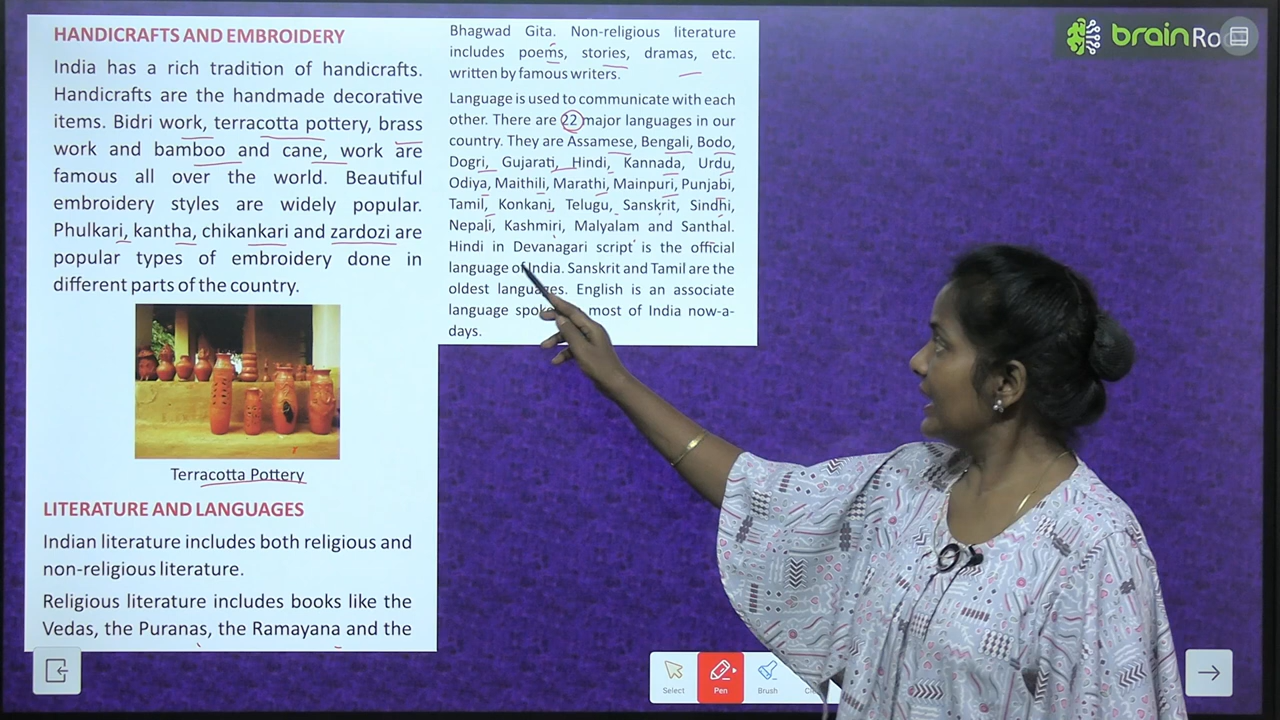 HANDICRAFTS AND EMBROIDERY
India has a rich tradition of handicrafts.
Handicrafts are the handmade decorative
items. Bidri work, terracotta pottery, brass
work and bamboo and cane, work are
famous all over the world. Beautiful
embroidery styles are widely popular.
Phulkari, kantha, chikankari and zardozi are
popular types of embroidery done in
different parts of the country.
Terracotta Pottery
LITERATURE AND LANGUAGES
Indian literature includes both religious and
non-religious literature.
Religious literature includes books like the
Vedas, the Puranas, the Ramayana and the
Bhagwad Gita. Non-religious literature
includes poems, stories, dramas, etc.
written by famous writers.
Language is used to communicate with each
other. There are 22 major languages in our
country. They are Assamese, Bengali, Bodo,
Dogri, Gujarati, Hindi, Kannada, Urdu,
Odiya, Maithili, Marathi, Mainpuri, Punjabi,
Tamil, Konkani, Telugu, Sanskrit, Sindhi,
Nepali, Kashmiri, Malyalam and Santhal.
Hindi in Devanagari script is the official
language of India. Sanskrit and Tamil are the
oldest languages. English is an associate
language most of India now-a-
days.
brain
Select
Pen
Brush